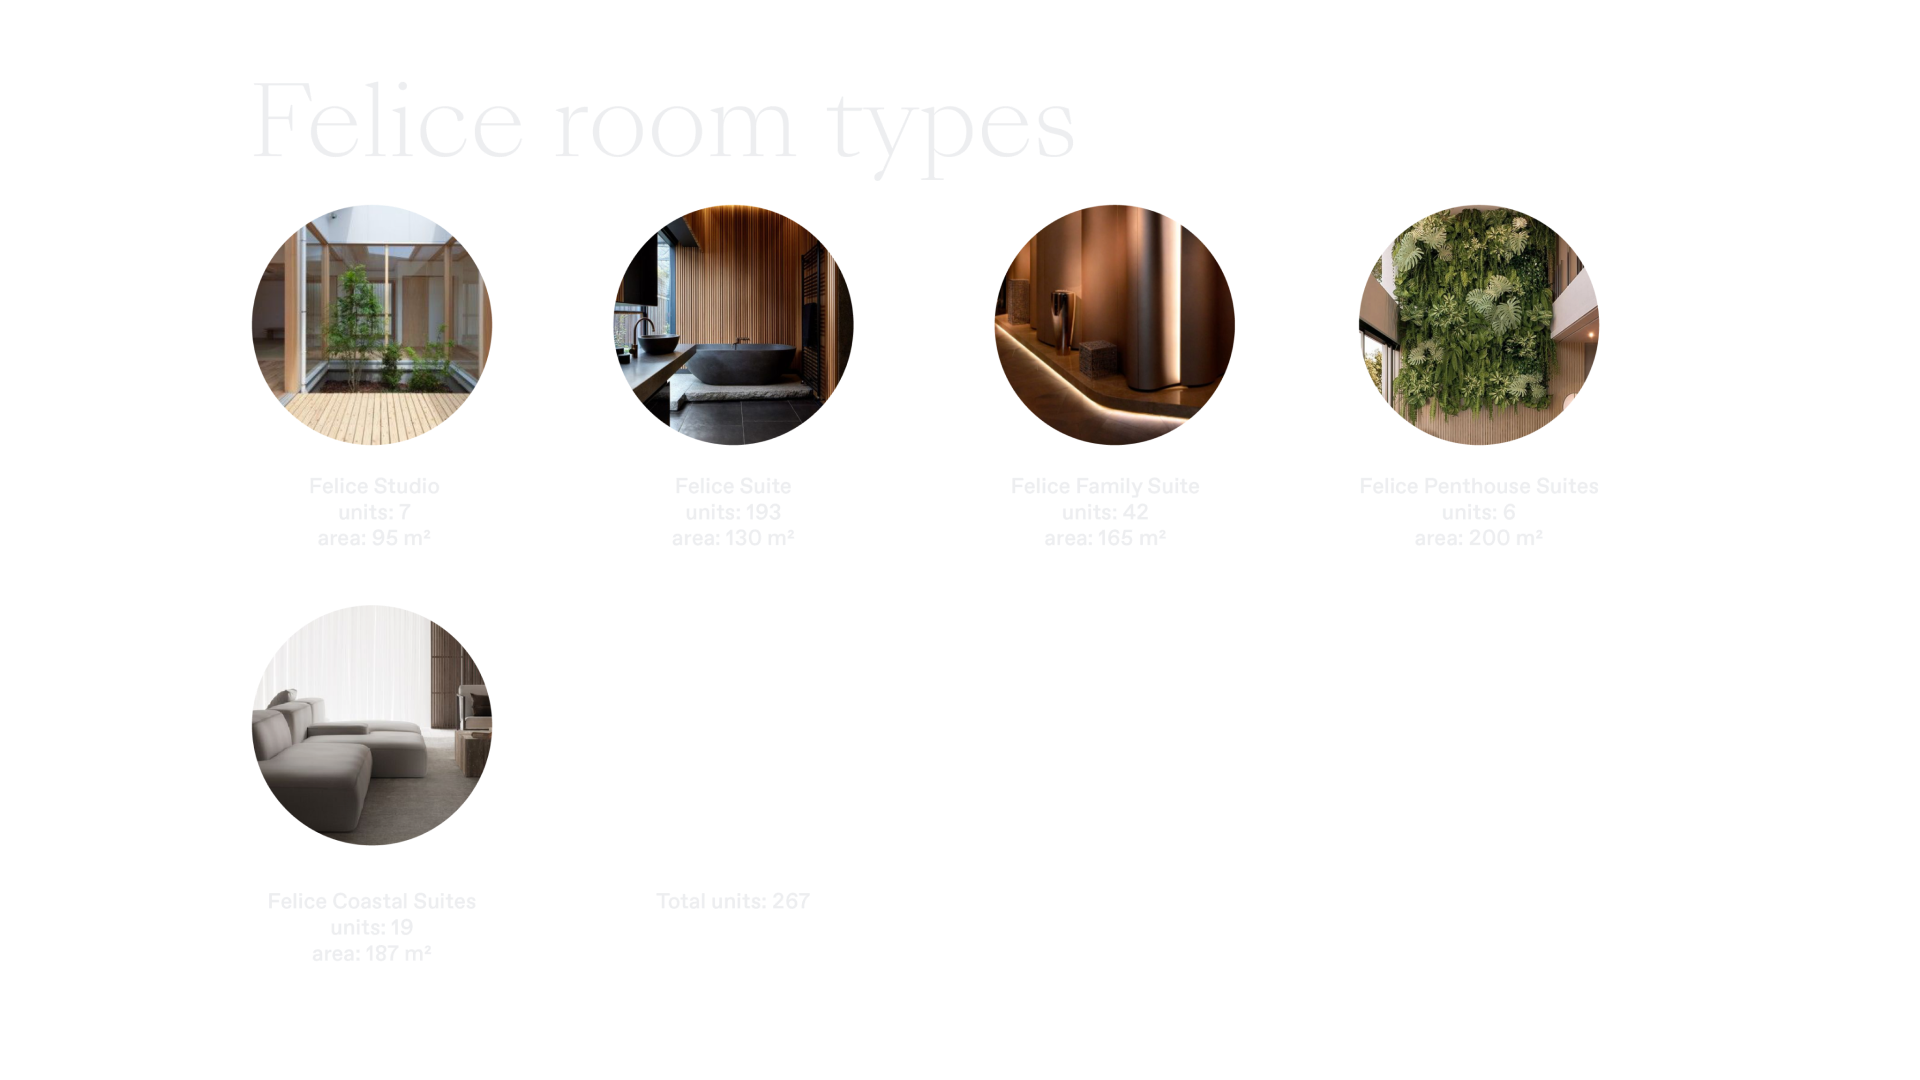 Felice room types
Felice Studio
units: 7
area: 95 m²
Felice Suite
units: 193
area: 130 m²
Felice Family Suite
units: 42
area: 165 m²
Felice Penthouse Suites
units: 6
area: 200 m²
Felice Coastal Suites
units: 19
area: 187 m²
Total units: 267